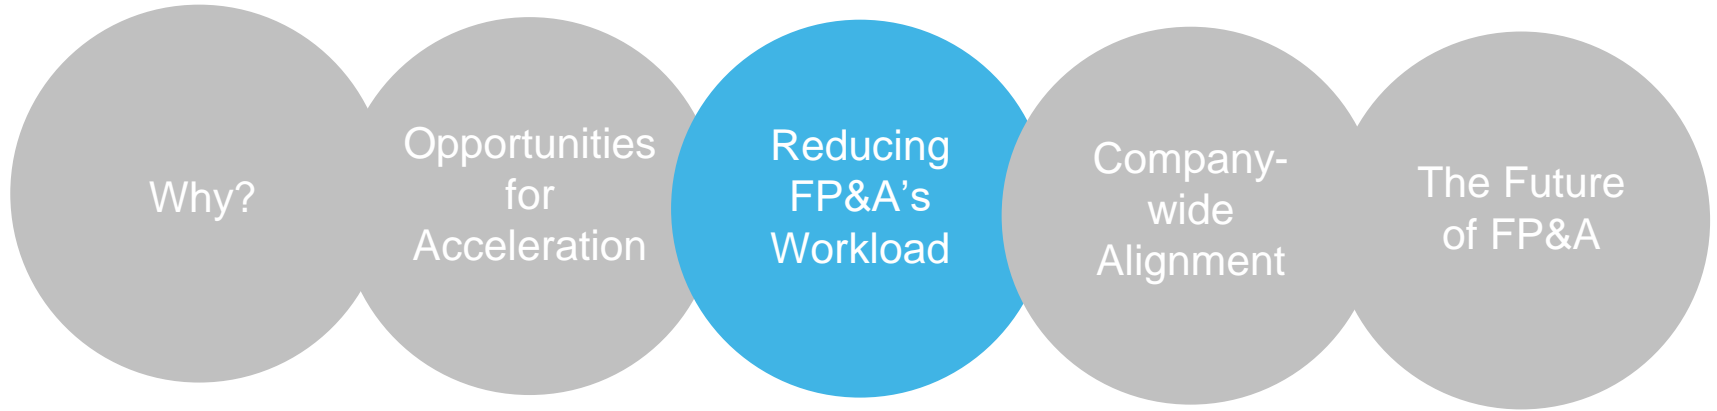 Why?
Opportunities
for
Acceleration
Reducing
FP&A’s
Workload
Company-
wide
Alignment
The Future
of FP&A